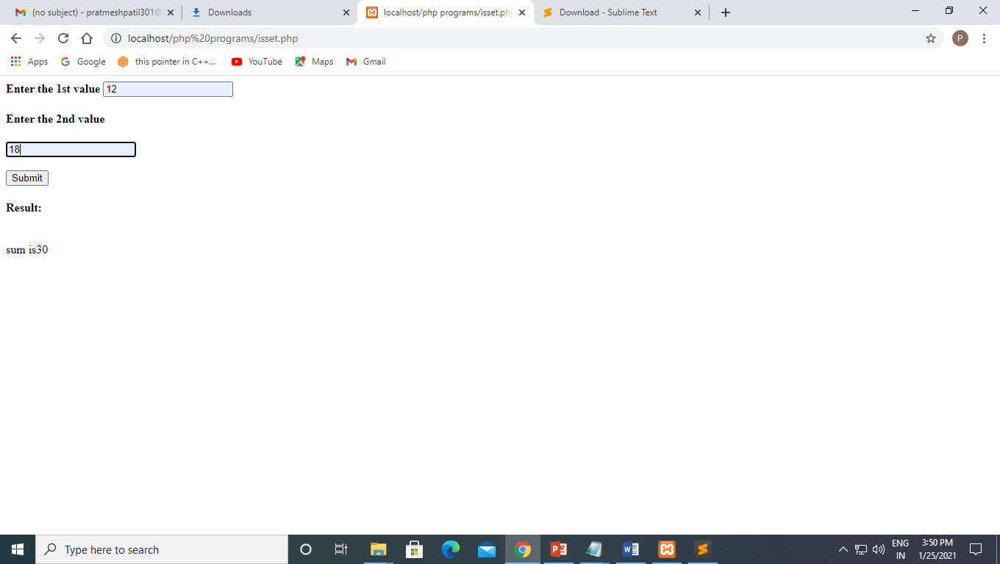 (no subject) - pratmeshpatil301@
Downloads
localhost/php programs/isset.php
Download - Sublime Text
localhost/php%20programs/isset.php
P
Apps
Google
this pointer in C++...
YouTube
Maps
Gmail
Enter the 1st value 12
Enter the 2nd value
18
Submit
Result:
sum is30
Type here to search
ENG
IN
3:50 PM
1/25/2021